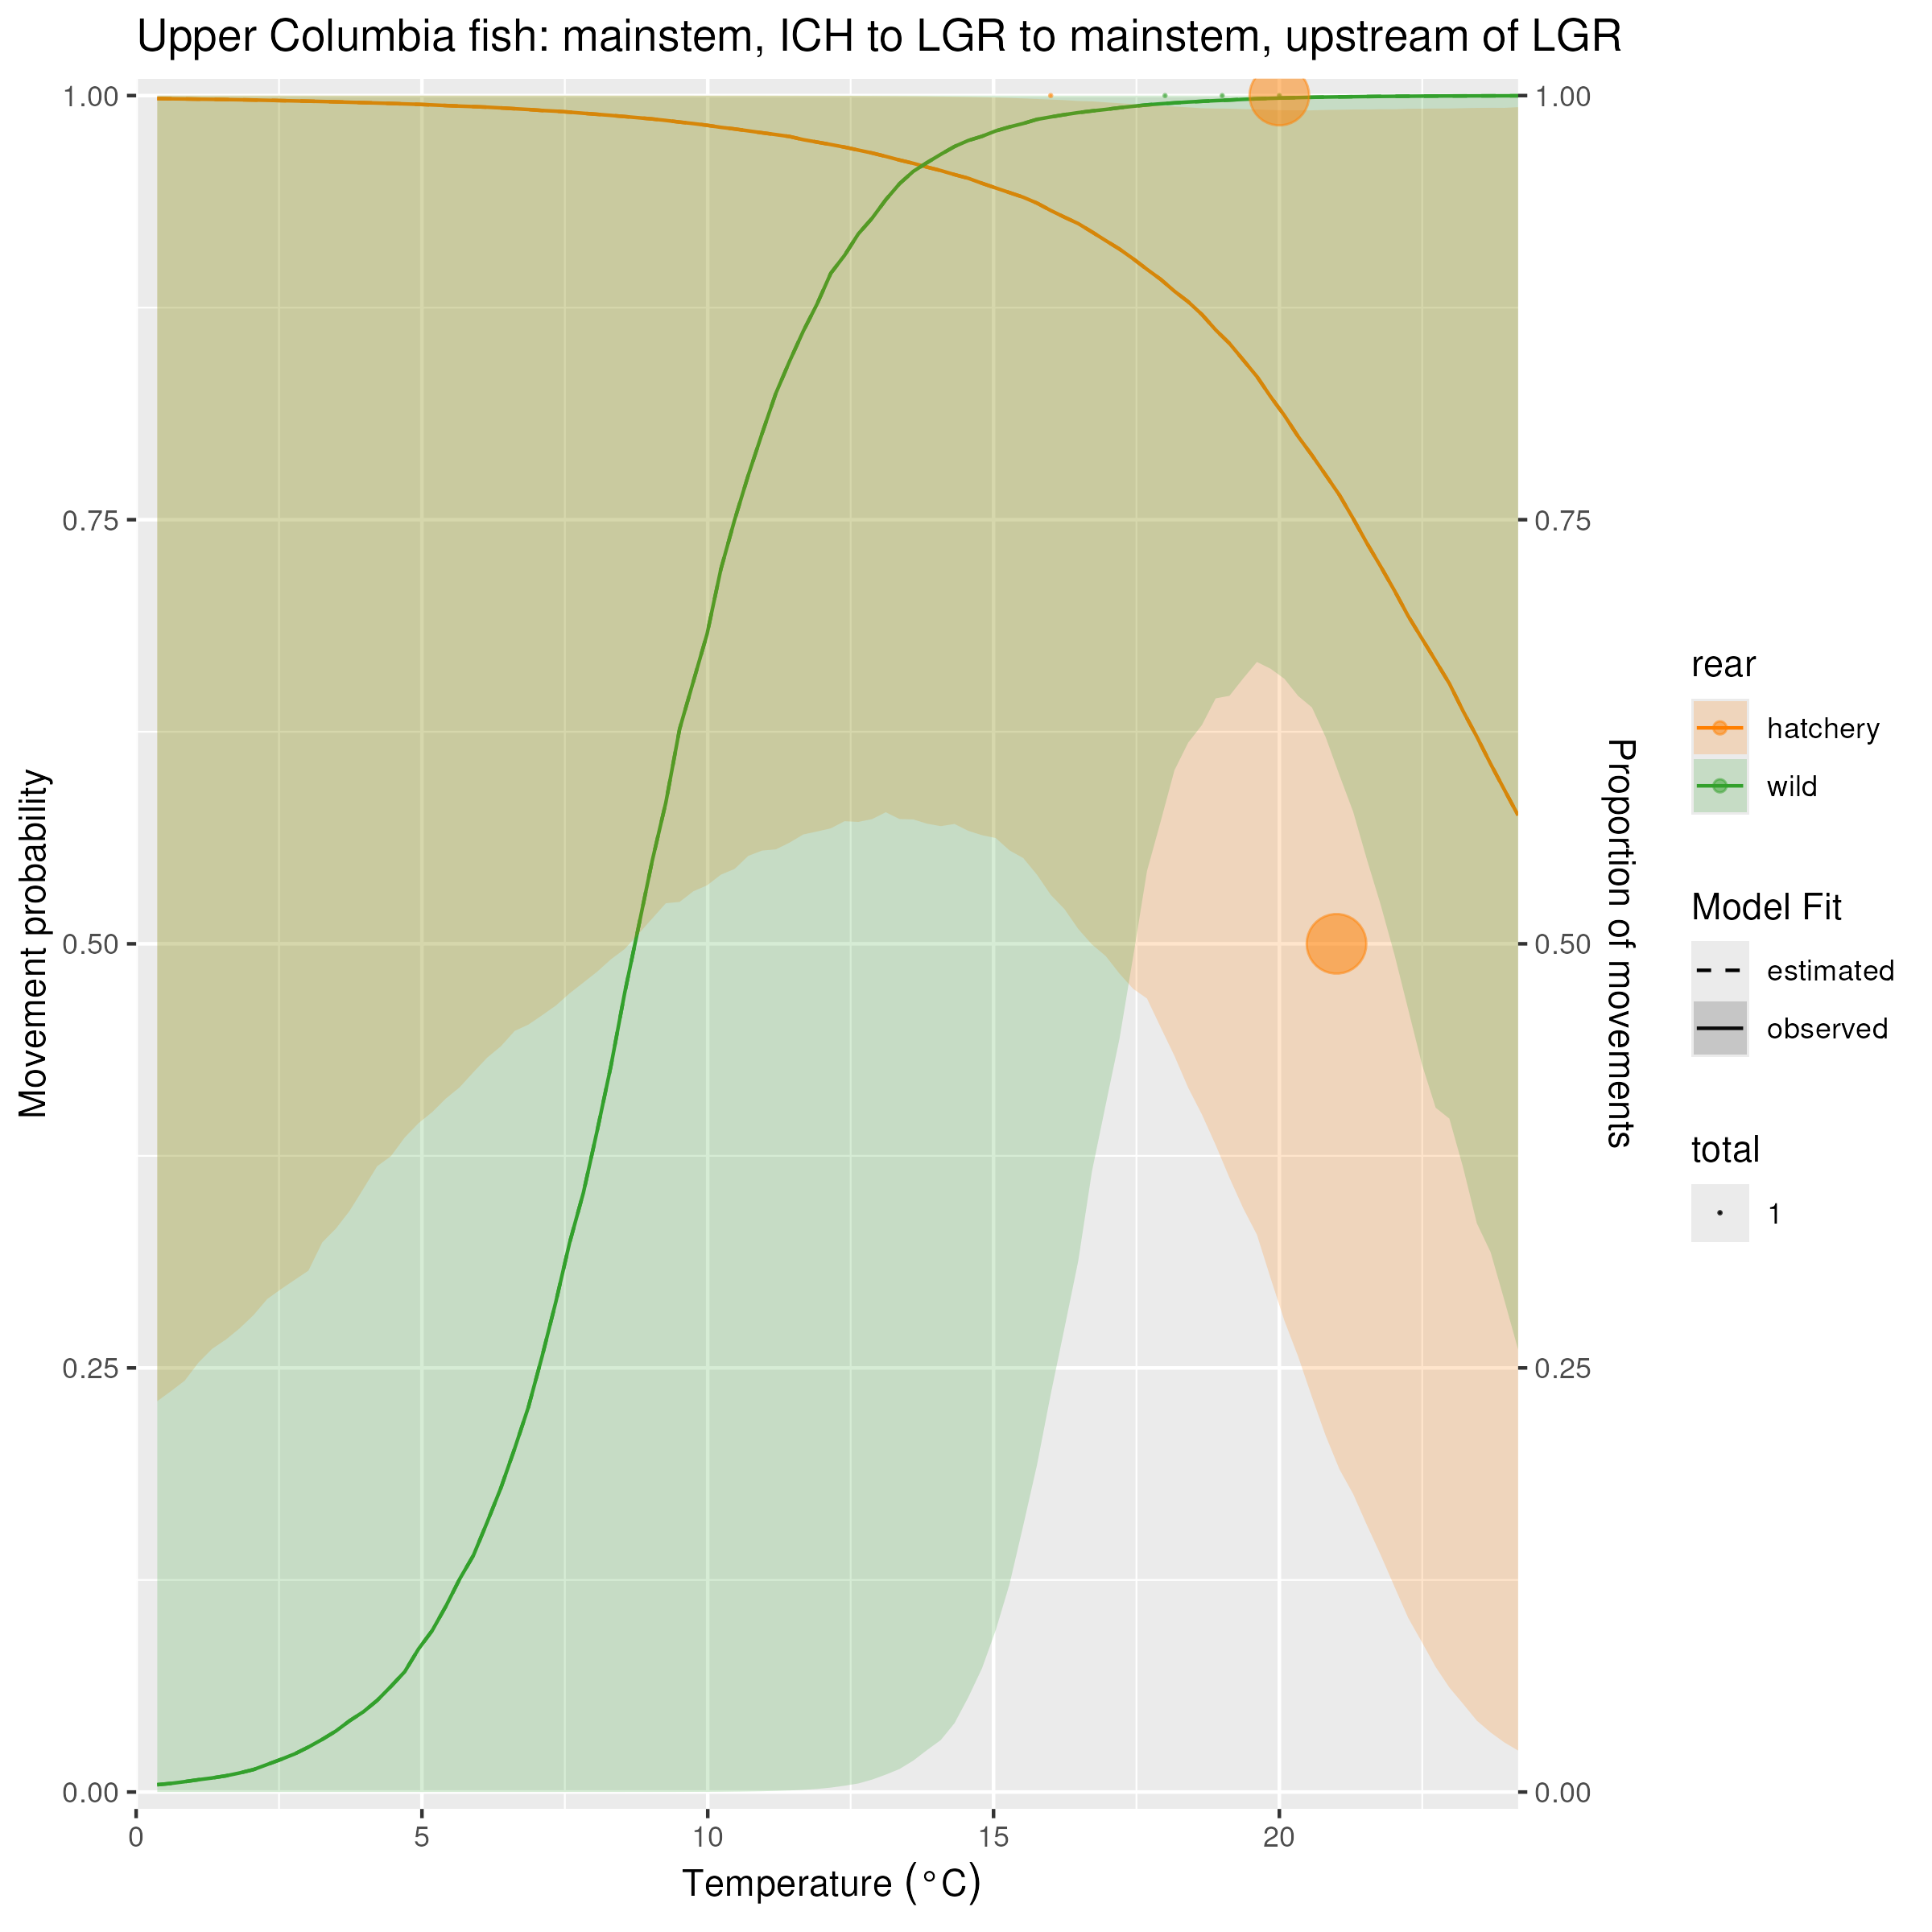 Upper Columbia fish: mainstem, ICH to LGR to mainstem, upstream of LGR
1.00
0.75
0.50
0.25
0.00
Movement probability
0
5
10
15
20
Temperature (°C)
1.00
0.75
0.50
0.25
0.00
Proportion of movements
rear
hatchery
wild
Model Fit
estimated
observed
total
1